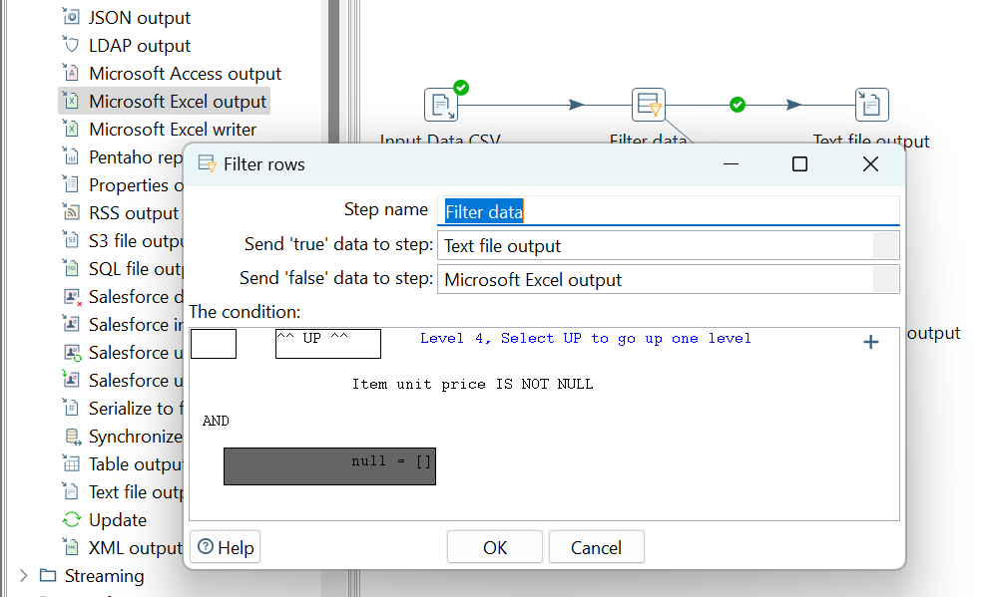 JSON output
LDAP output
Microsoft Access output
Microsoft Excel output
Microsoft Excel writer
Pentaho rep
Properties o
RSS output
S3 file outpu
SQL file outp
Salesforce d
Salesforce in
Salesforce u
Salesforce u
Serialize to f
Synchronize
Table output
Text file outp
Update
XML output
Streaming
Input Data CSV
Filter data
Text file output
output
Filter rows
Step name
Filter data
Send 'true' data to step:
Text file output
Send 'false' data to step:
Microsoft Excel output
The condition:
^^ UP ^^
Level 4, Select UP to go up one level
Item unit price IS NOT NULL
AND
null = []
Help
OK
Cancel